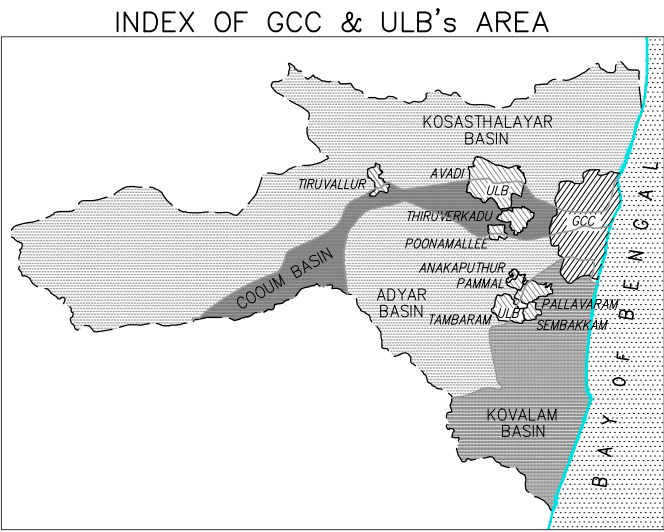 INDEX OF GCC & ULB's AREA
KOSASTHALAYAR
BASIN
AVADI
ULB
TIRUVALLUR
THIRUVERKADU
GCC
POONAMALLEE
ANAKAPUTHUR
PAMMAL
COOUM BASIN
ADYAR
BASIN
PALLAVARAM
TAMBARAM
ULB
SEMBAKKAM
KOVALAM
BASIN
BAY OF BENGAL